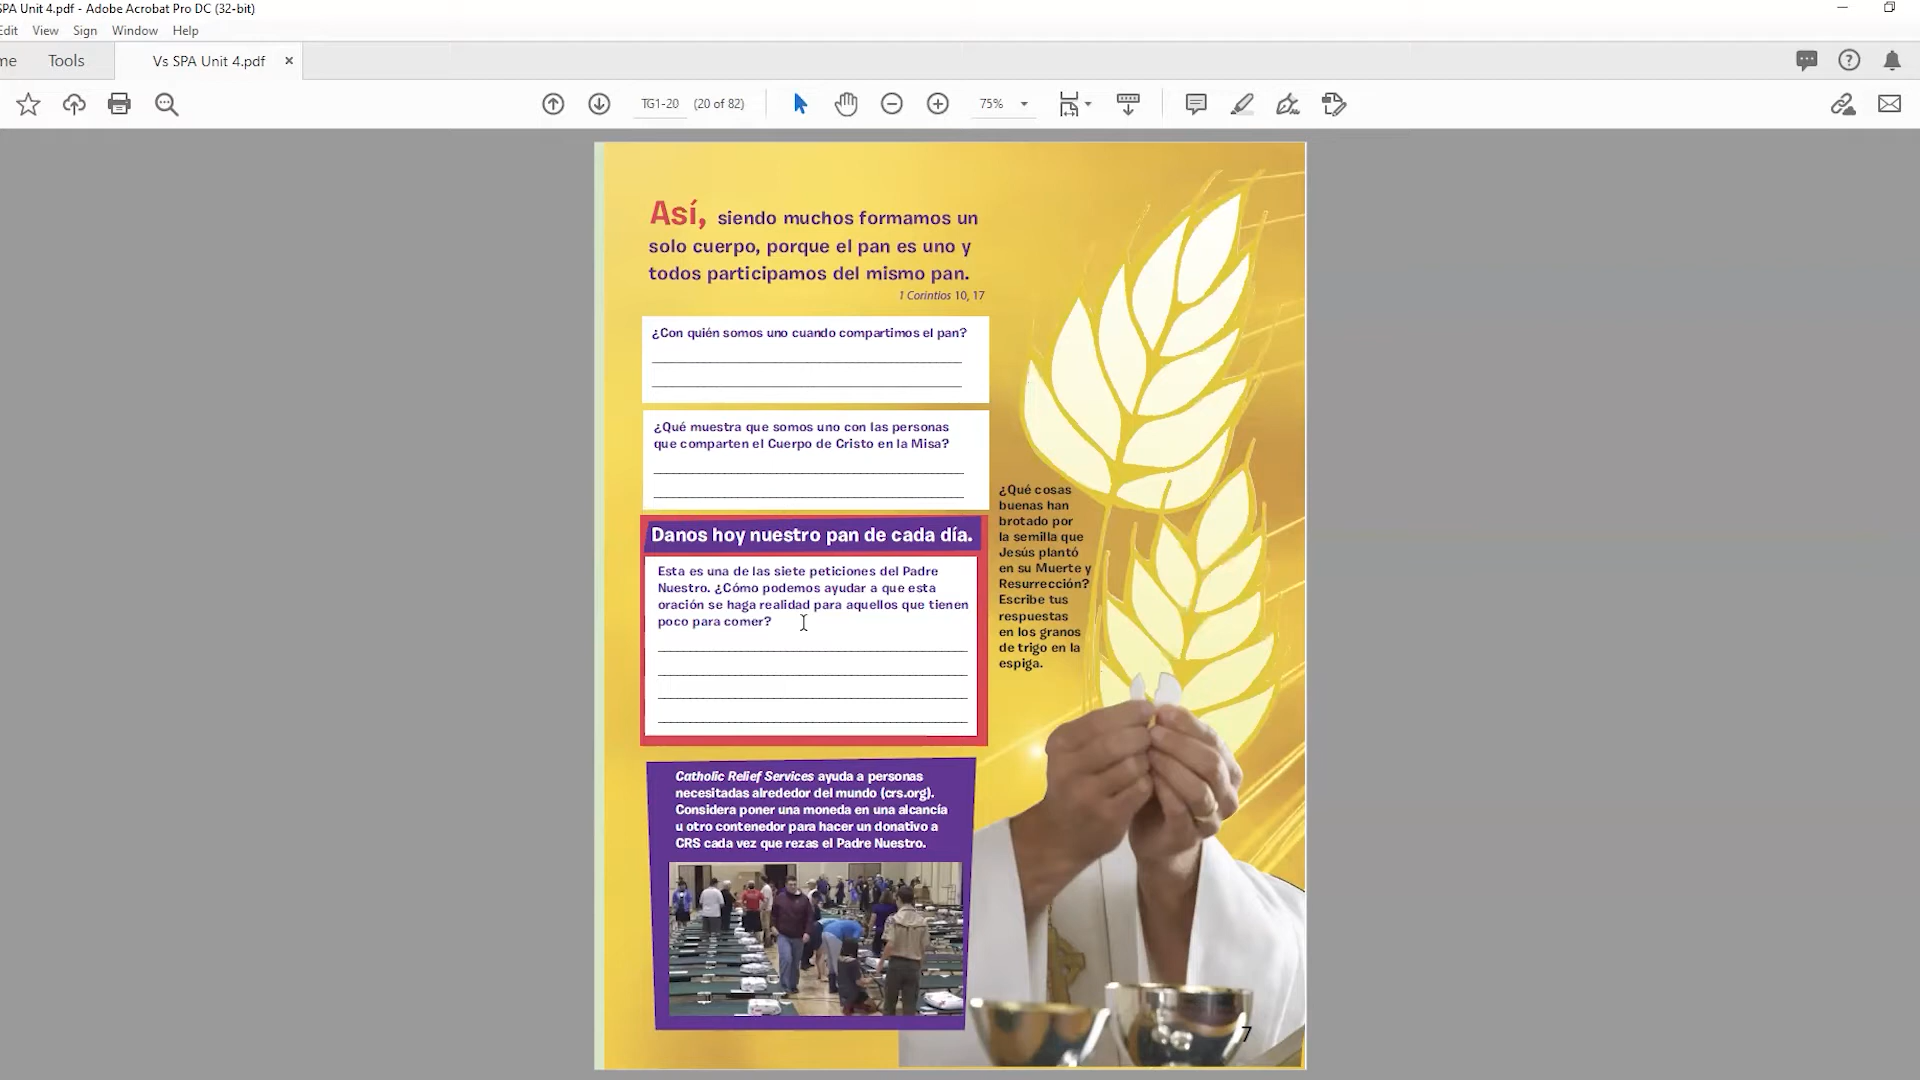 SPA Unit 4.pdf - Adobe Acrobat Pro DC (32-bit)
Edit View Sign Window Help
me Tools Vs SPA Unit 4.pdf ×
TG1-20 (20 of 82) 75%
Así, siendo muchos formamos un
solo cuerpo, porque el pan es uno y
todos participamos del mismo pan.
1 Corintios 10, 17
¿Con quién somos uno cuando compartimos el pan?
¿Qué muestra que somos uno con las personas
que comparten el Cuerpo de Cristo en la Misa?
Danos hoy nuestro pan de cada día.
Esta es una de las siete peticiones del Padre
Nuestro. ¿Cómo podemos ayudar a que esta
oración se haga realidad para aquellos que tienen
poco para comer?
¿Qué cosas
buenas han
brotado por
la semilla que
Jesús plantó
en su Muerte y
Resurrección?
Escribe tus
respuestas
en los granos
de trigo en la
espiga.
Catholic Relief Services ayuda a personas
necesitadas alrededor del mundo (crs.org).
Considera poner una moneda en una alcancía
u otro contenedor para hacer un donativo a
CRS cada vez que rezas el Padre Nuestro.
7